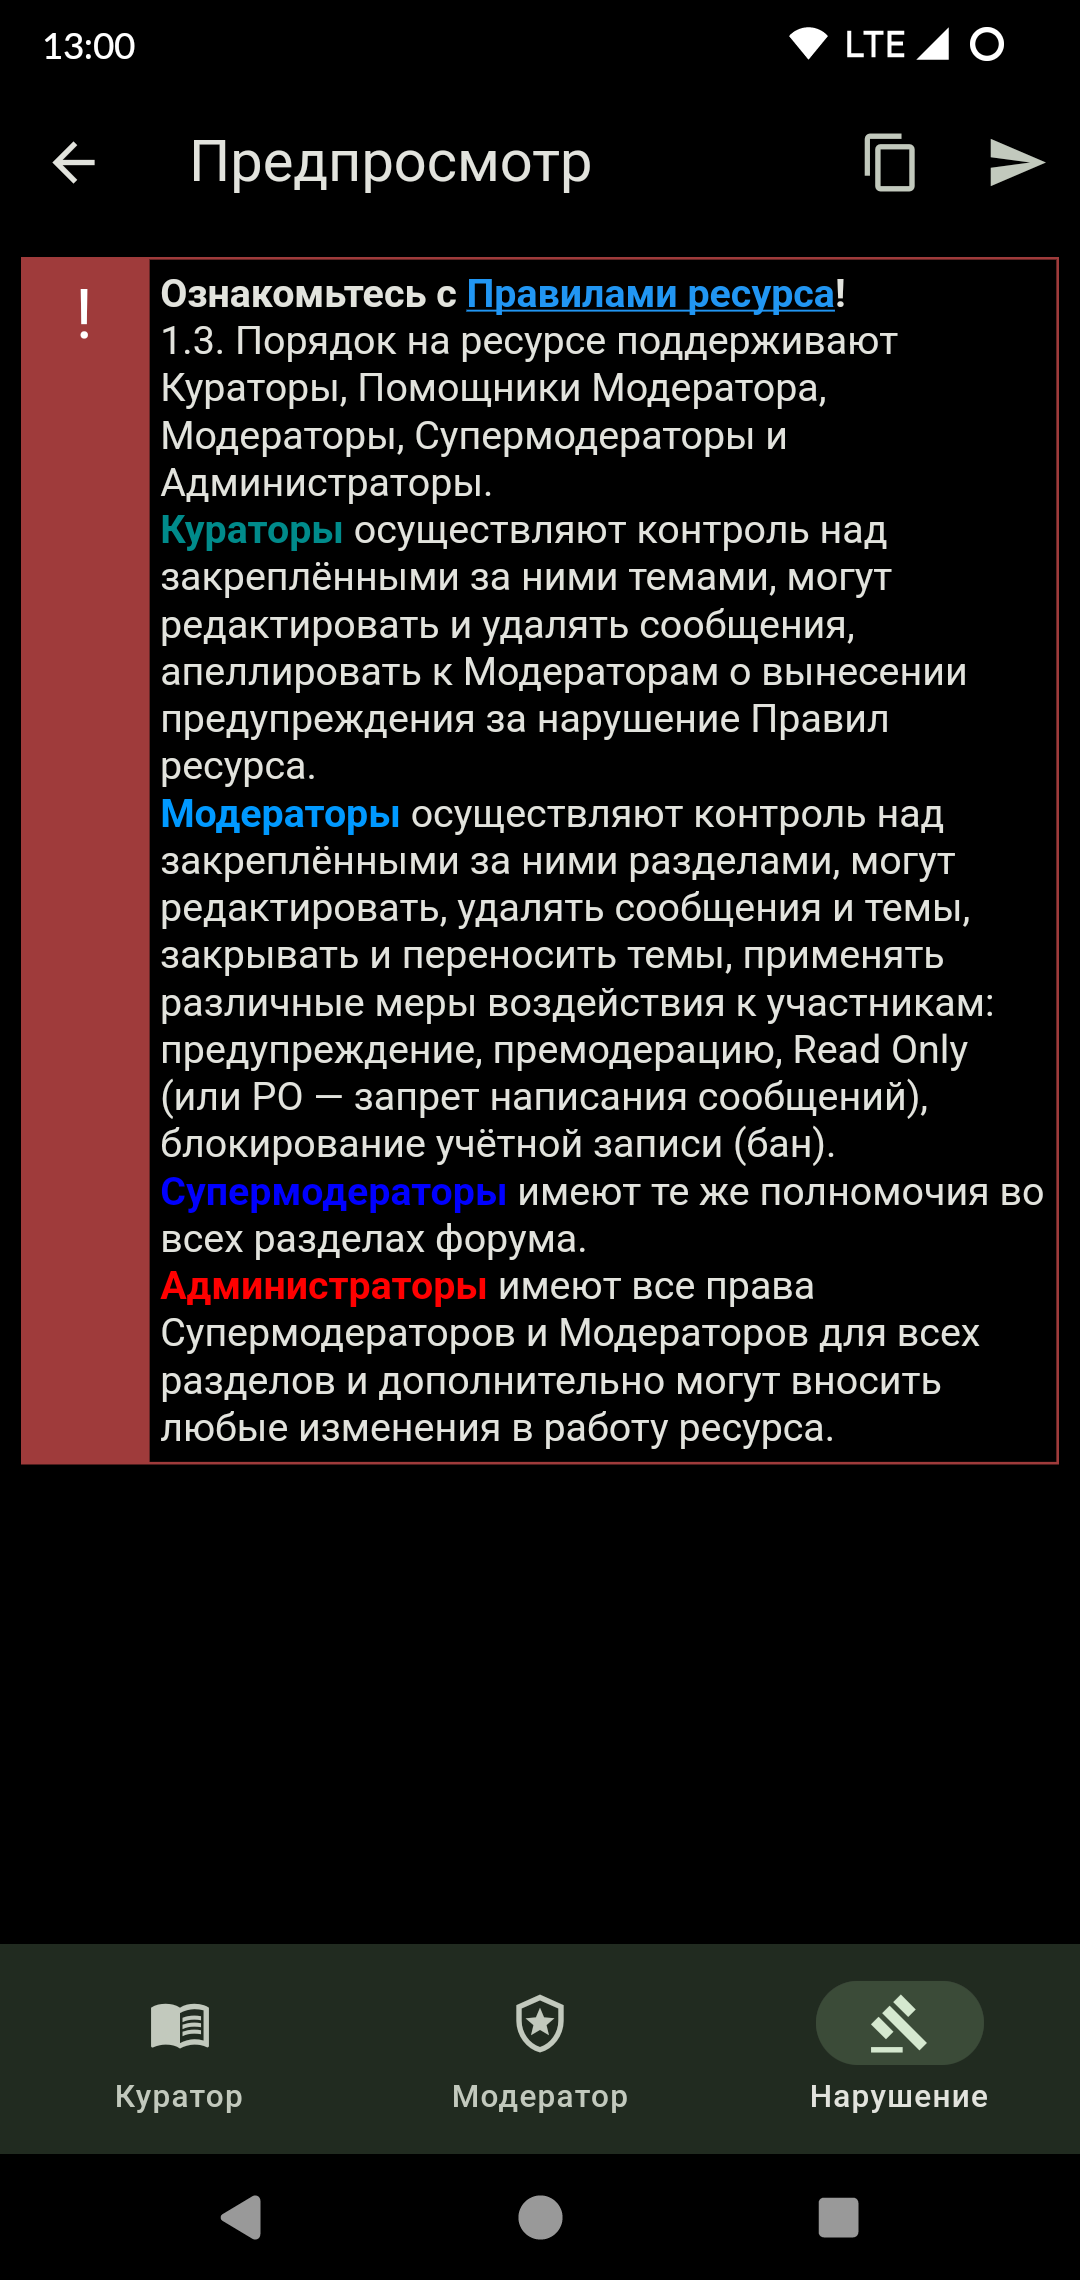 13:00
LTE
Предпросмотр
!
Ознакомьтесь с Правилами ресурса!
1.3. Порядок на ресурсе поддерживают
Кураторы, Помощники Модератора,
Модераторы, Супермодераторы и
Администраторы.
Кураторы осуществляют контроль над
закреплёнными за ними темами, могут
редактировать и удалять сообщения,
апеллировать к Модераторам о вынесении
предупреждения за нарушение Правил
ресурса.
Модераторы осуществляют контроль над
закреплёнными за ними разделами, могут
редактировать, удалять сообщения и темы,
закрывать и переносить темы, применять
различные меры воздействия к участникам:
предупреждение, премодерацию, Read Only
(или РО — запрет написания сообщений),
блокирование учётной записи (бан).
Супермодераторы имеют те же полномочия во
всех разделах форума.
Администраторы имеют все права
Супермодераторов и Модераторов для всех
разделов и дополнительно могут вносить
любые изменения в работу ресурса.
Куратор
Модератор
Нарушение